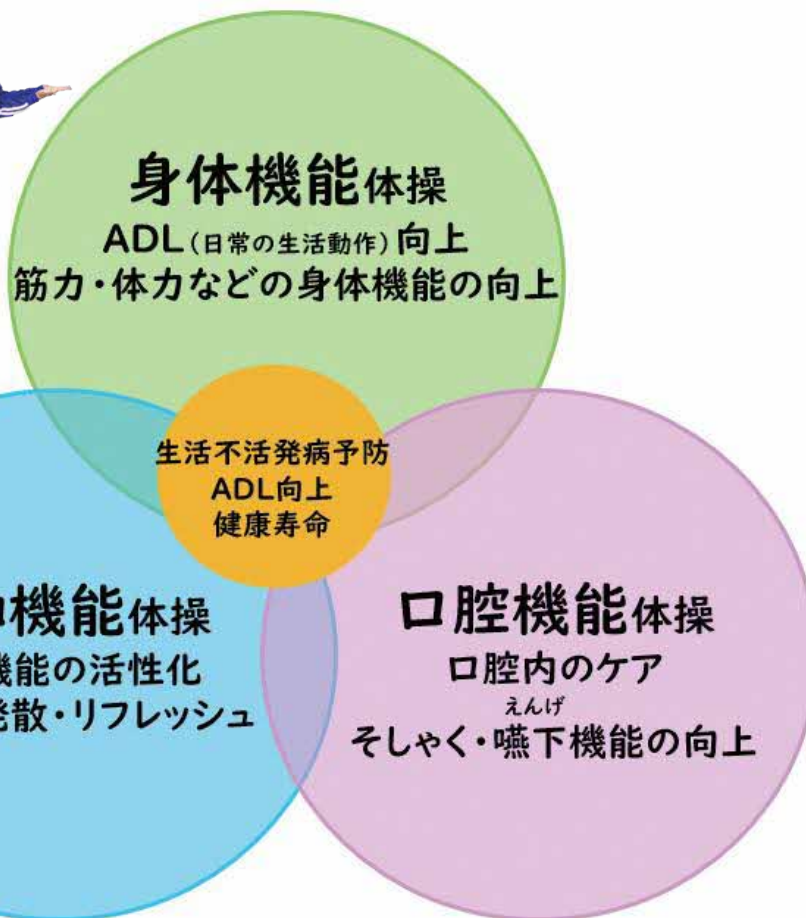 身体機能体操
ADL(日常の生活動作)向上
筋力・体力などの身体機能の向上
生活不活発病予防
ADL向上
健康寿命
機能体操
機能の活性化
発散・リフレッシュ
口腔機能体操
口腔内のケア
えんげ
そしゃく・嚥下機能の向上